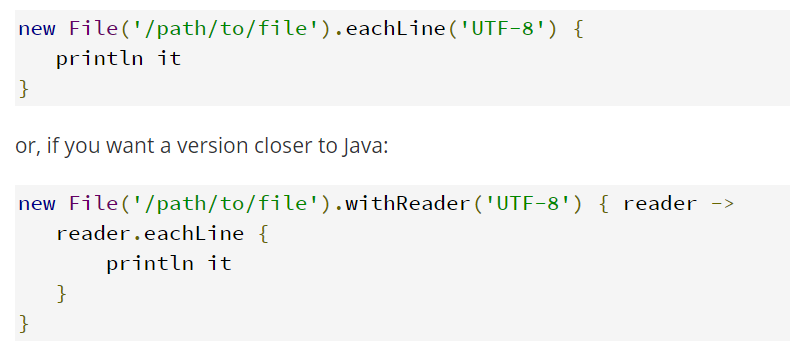 new File('/path/to/file').eachLine('UTF-8') {
   println it
}
or, if you want a version closer to Java:
new File('/path/to/file').withReader('UTF-8') { reader ->
   reader.eachLine {
       println it
   }
}